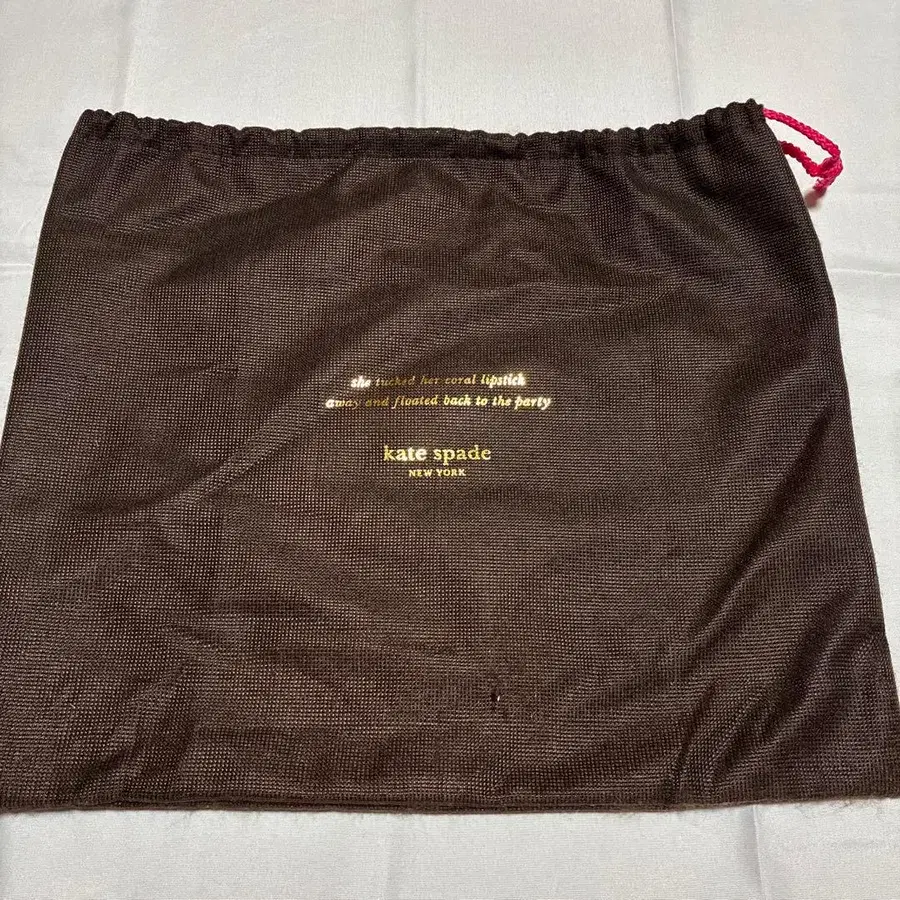 she tucked her coral lipstick
away and floated back to the party
kate spade
NEW YORK